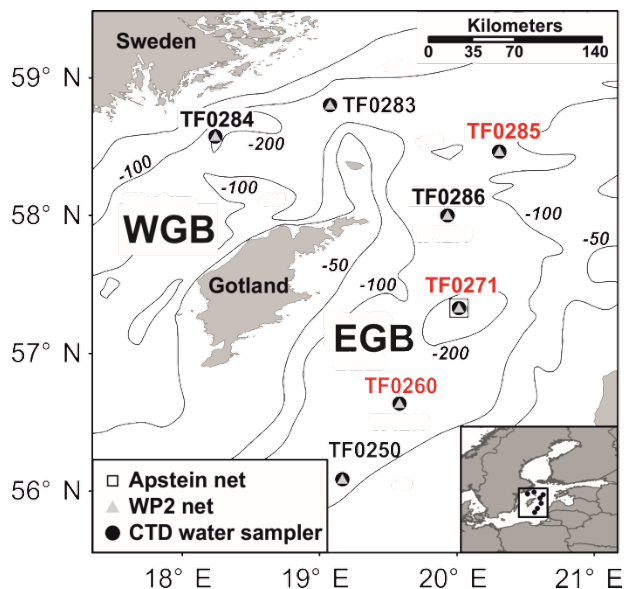 Kilometers
0 35 70 140
Sweden
59° N
TF0283
TF0284
TF0285
-200
-100
-100
TF0286
58° N
-100
WGB
-50
-50
Gotland
-100
TF0271
EGB
57° N
-200
TF0260
TF0250
Apstein net
56° N
WP2 net
CTD water sampler
18° E
19° E
20° E
21° E